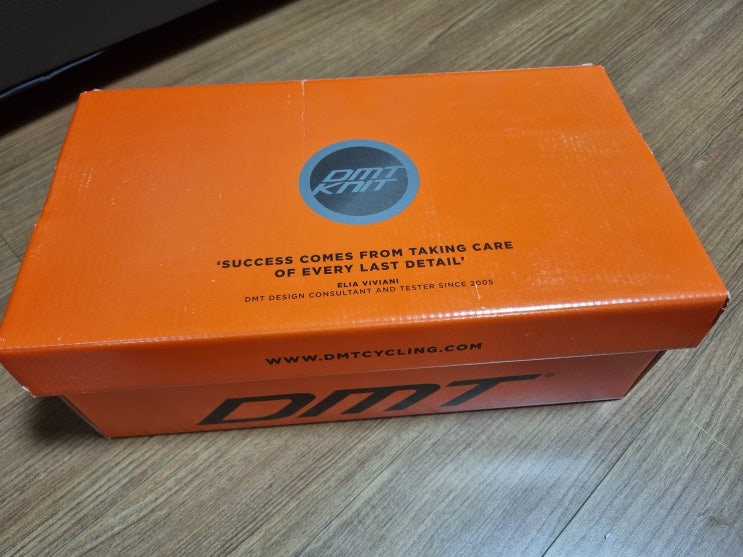 DMT
KNIT
‘SUCCESS COMES FROM TAKING CARE
OF EVERY LAST DETAIL’
ELIA VIVIANI
DMT DESIGN CONSULTANT AND TESTER SINCE 2005
WWW.DMTCYCLING.COM
DMT®